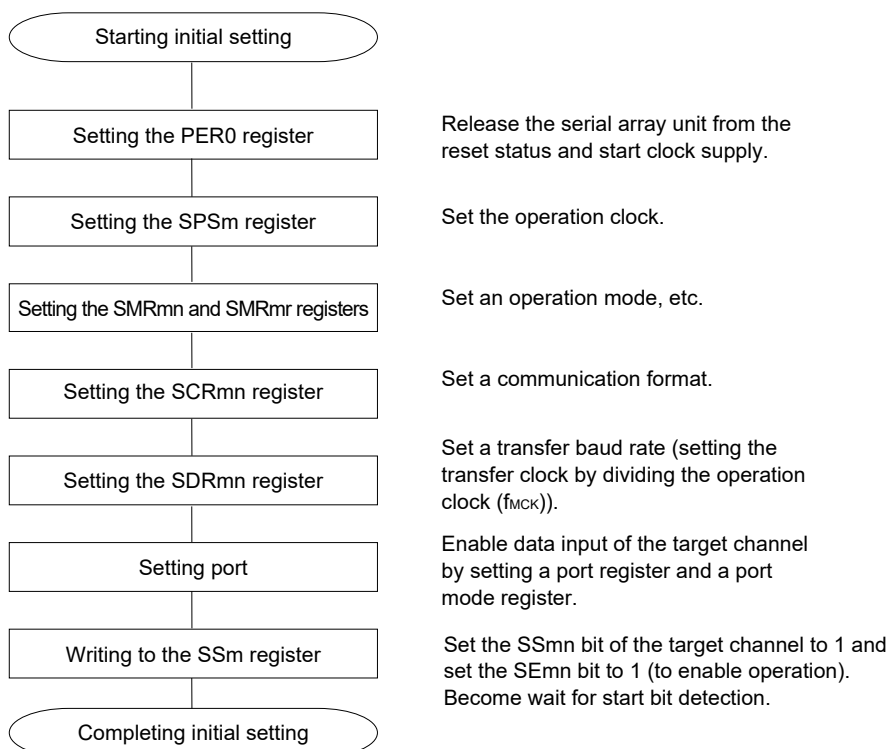 Starting initial setting
Setting the PER0 register
Release the serial array unit from the
reset status and start clock supply.
Setting the SPSm register
Set the operation clock.
Setting the SMRmn and SMRmr registers
Set an operation mode, etc.
Setting the SCRmn register
Set a communication format.
Setting the SDRmn register
Set a transfer baud rate (setting the
transfer clock by dividing the operation
clock (fMCK)).
Setting port
Enable data input of the target channel
by setting a port register and a port
mode register.
Writing to the SSm register
Set the SSmn bit of the target channel to 1 and
set the SEmn bit to 1 (to enable operation).
Become wait for start bit detection.
Completing initial setting